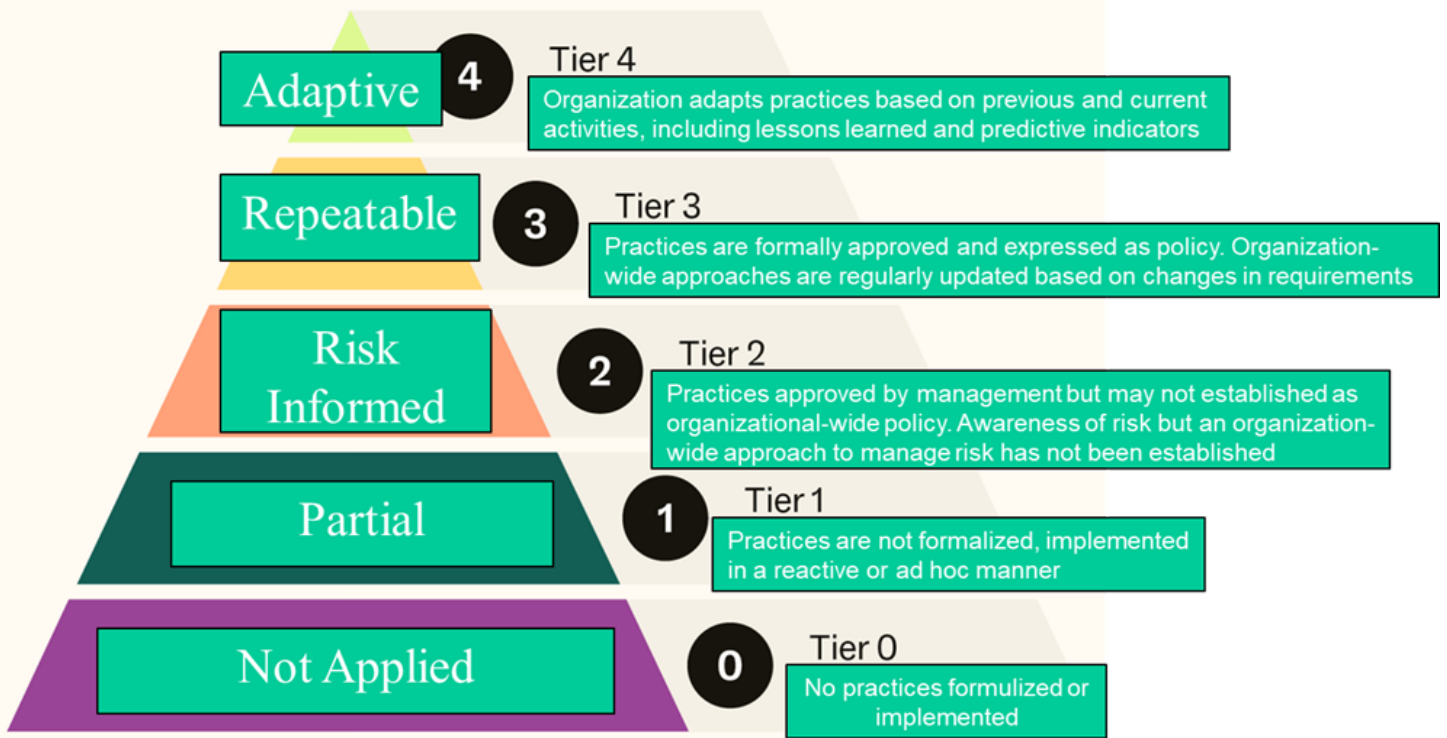 Adaptive
4
Tier 4
Organization adapts practices based on previous and current
activities, including lessons learned and predictive indicators
Repeatable
3
Tier 3
Practices are formally approved and expressed as policy. Organization-
wide approaches are regularly updated based on changes in requirements
Risk
Informed
2
Tier 2
Practices approved by management but may not established as
organizational-wide policy. Awareness of risk but an organization-
wide approach to manage risk has not been established
Partial
1
Tier 1
Practices are not formalized, implemented
in a reactive or ad hoc manner
Not Applied
0
Tier 0
No practices formulized or
implemented